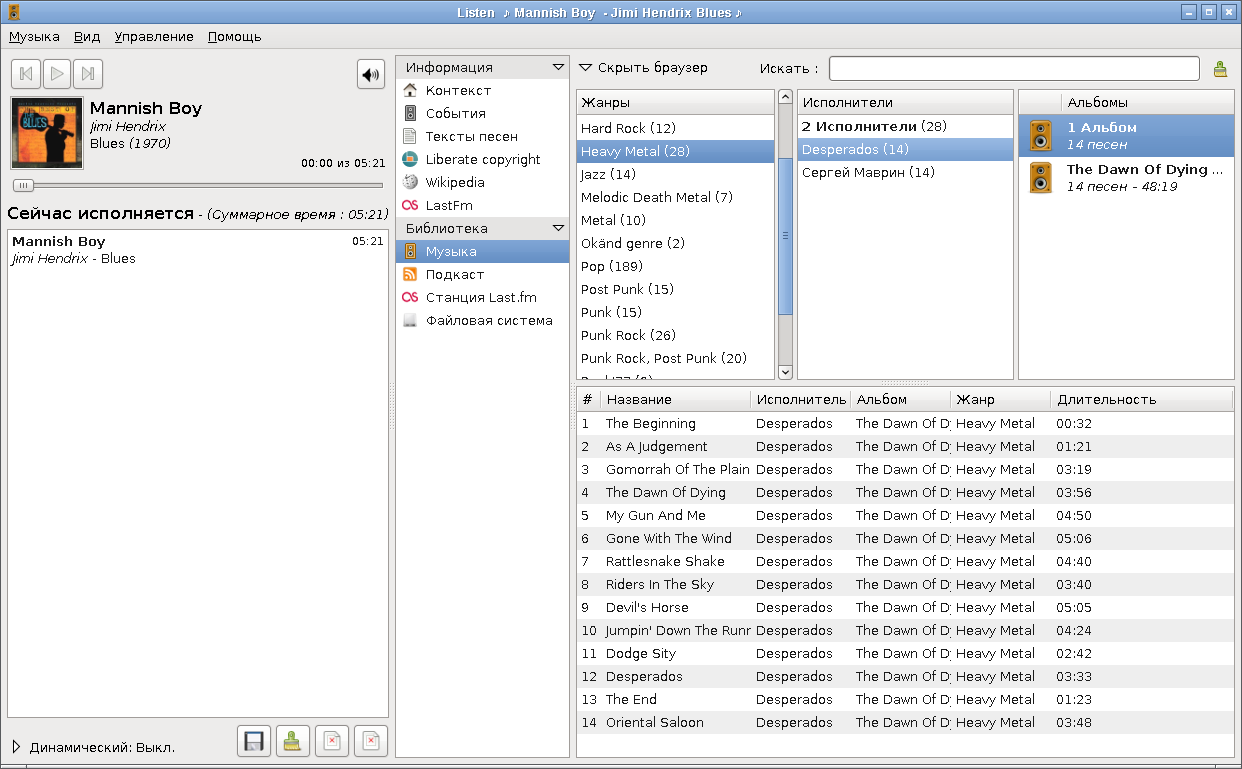 Listen ♪ Mannish Boy - Jimi Hendrix Blues ♪
Музыка Вид Управление Помощь
Mannish Boy
Jimi Hendrix
Blues (1970)
00:00 из 05:21
Сейчас исполняется - (Суммарное время : 05:21)
Mannish Boy 05:21
Jimi Hendrix - Blues
Динамический: Выкл.
Информация
Контекст
События
Тексты песен
Liberate copyright
Wikipedia
LastFm
Библиотека
Музыка
Подкаст
Станция Last.fm
Файловая система
Скрыть браузер Искать :
Жанры
Hard Rock (12)
Heavy Metal (28)
Jazz (14)
Melodic Death Metal (7)
Metal (10)
Okänd genre (2)
Pop (189)
Post Punk (15)
Punk (15)
Punk Rock (26)
Punk Rock, Post Punk (20)
Исполнители
2 Исполнители (28)
Desperados (14)
Сергей Маврин (14)
Альбомы
1 Альбом
14 песен
The Dawn Of Dying ...
14 песен - 48:19
# Название Исполнитель Альбом Жанр Длительность
1 The Beginning Desperados The Dawn Of Dy Heavy Metal 00:32
2 As A Judgement Desperados The Dawn Of Dy Heavy Metal 01:21
3 Gomorrah Of The Plain Desperados The Dawn Of Dy Heavy Metal 03:19
4 The Dawn Of Dying Desperados The Dawn Of Dy Heavy Metal 03:56
5 My Gun And Me Desperados The Dawn Of Dy Heavy Metal 04:50
6 Gone With The Wind Desperados The Dawn Of Dy Heavy Metal 05:06
7 Rattlesnake Shake Desperados The Dawn Of Dy Heavy Metal 04:40
8 Riders In The Sky Desperados The Dawn Of Dy Heavy Metal 03:40
9 Devil's Horse Desperados The Dawn Of Dy Heavy Metal 05:05
10 Jumpin' Down The Runr Desperados The Dawn Of Dy Heavy Metal 04:24
11 Dodge Sity Desperados The Dawn Of Dy Heavy Metal 02:42
12 Desperados Desperados The Dawn Of Dy Heavy Metal 03:33
13 The End Desperados The Dawn Of Dy Heavy Metal 01:23
14 Oriental Saloon Desperados The Dawn Of Dy Heavy Metal 03:48